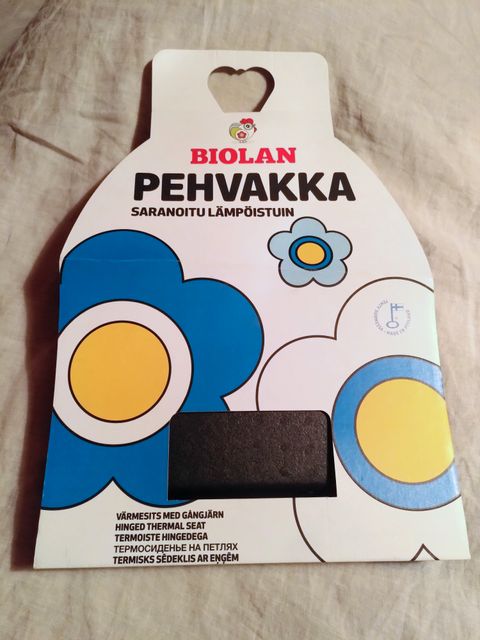 BIOLAN
PEHVAKKA
SARANOITU LÄMPÖISTUIN
VÄRMESITS MED GÅNGJÄRN
HINGED THERMAL SEAT
TERMOISTE HINGEDEGA
ТЕРМОСИДЕНЬЕ НА ПЕТЛЯХ
TERMISKS SĒDEKLIS AR EŅĢĒM